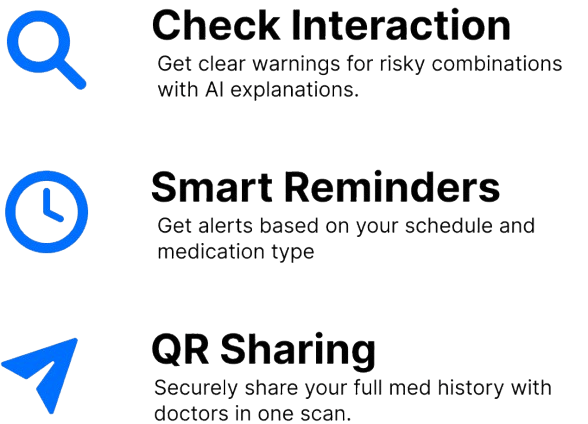 Check Interaction
Get clear warnings for risky combinations
with AI explanations.
Smart Reminders
Get alerts based on your schedule and
medication type
QR Sharing
Securely share your full med history with
doctors in one scan.